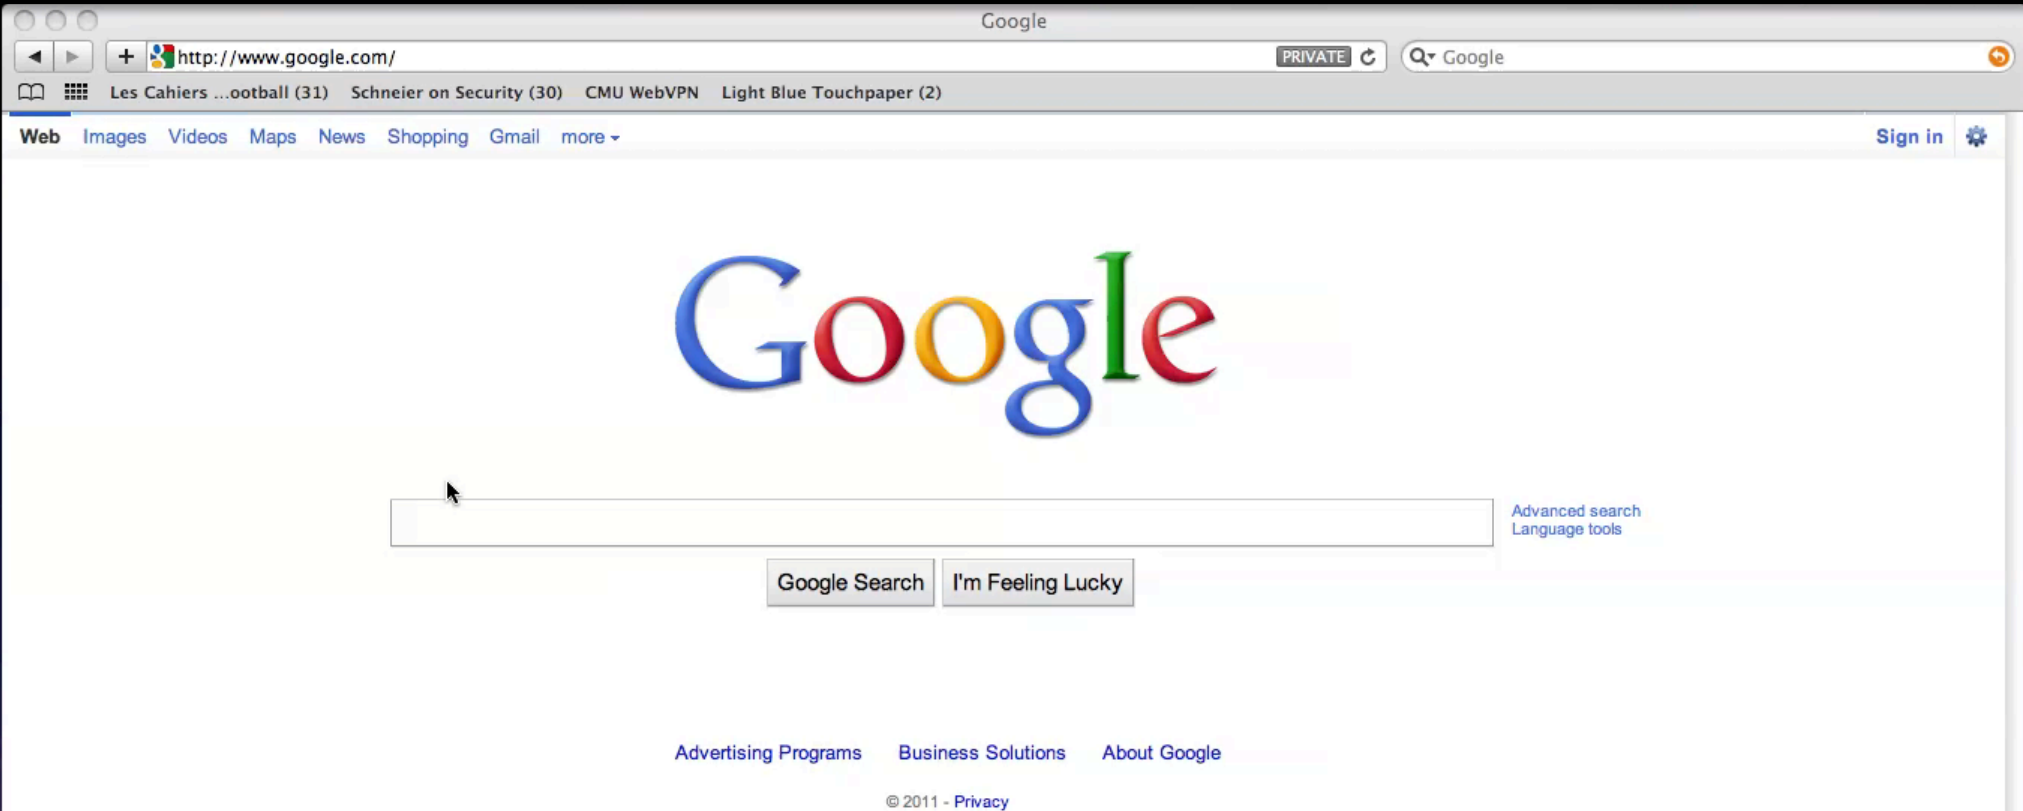 Google
http://www.google.com/ PRIVATE Google
Les Cahiers ...ootball (31) Schneier on Security (30) CMU WebVPN Light Blue Touchpaper (2)
Web Images Videos Maps News Shopping Gmail more Sign in
Google
Advanced search
Language tools
Google Search I'm Feeling Lucky
Advertising Programs Business Solutions About Google
© 2011 - Privacy